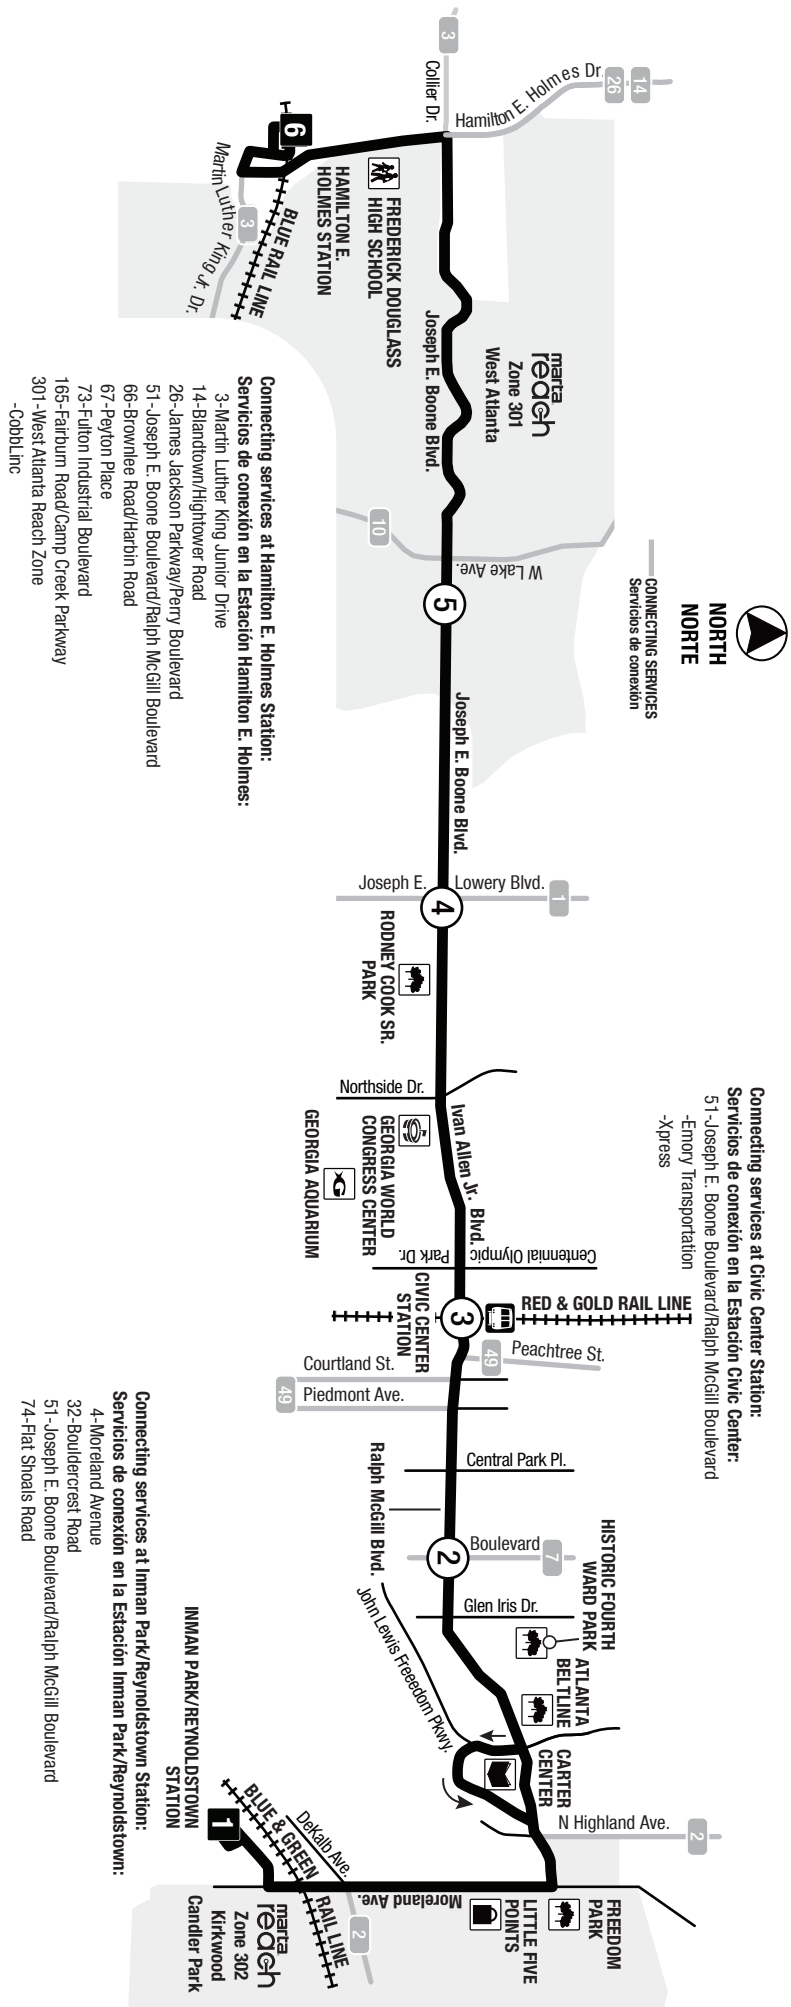 NORTH
NORTE
CONNECTING SERVICES
Servicios de conexión
3
Collier Dr.
Hamilton E. Holmes Dr.
26
14
6
Martin Luther King Jr. Dr.
3
BLUE RAIL LINE
HAMILTON E.
HOLMES STATION
FREDERICK DOUGLASS
HIGH SCHOOL
Joseph E. Boone Blvd.
marta
reach
Zone 301
West Atlanta
10
W Lake Ave.
5
Joseph E. Boone Blvd.
Joseph E. Lowery Blvd.
1
4
RODNEY COOK SR.
PARK
Northside Dr.
Ivan Allen Jr. Blvd.
GEORGIA WORLD
CONGRESS CENTER
GEORGIA AQUARIUM
Centennial Olympic Park Dr.
3
CIVIC CENTER
STATION
RED & GOLD RAIL LINE
49
Peachtree St.
Courtland St.
Piedmont Ave.
49
Central Park Pl.
Ralph McGill Blvd.
2
Boulevard
7
Glen Iris Dr.
John Lewis Freeedom Pkwy.
HISTORIC FOURTH
WARD PARK
ATLANTA
BELTLINE
CARTER
CENTER
N Highland Ave.
2
FREEDOM
PARK
LITTLE FIVE
POINTS
Moreland Ave.
DeKalb Ave.
2
BLUE & GREEN RAIL LINE
1
INMAN PARK/REYNOLDSTOWN
STATION
marta
reach
Zone 302
Kirkwood
Candler Park
Connecting services at Hamilton E. Holmes Station:
Servicios de conexión en la Estación Hamilton E. Holmes:
3-Martin Luther King Junior Drive
14-Blandtown/Hightower Road
26-James Jackson Parkway/Perry Boulevard
51-Joseph E. Boone Boulevard/Ralph McGill Boulevard
66-Brownlee Road/Harbin Road
67-Peyton Place
73-Fulton Industrial Boulevard
165-Fairburn Road/Camp Creek Parkway
301-West Atlanta Reach Zone
-CobbLinc
Connecting services at Civic Center Station:
Servicios de conexión en la Estación Civic Center:
51-Joseph E. Boone Boulevard/Ralph McGill Boulevard
-Emory Transportation
-Xpress
Connecting services at Inman Park/Reynoldstown Station:
Servicios de conexión en la Estación Inman Park/Reynoldstown:
4-Moreland Avenue
32-Bouldercrest Road
51-Joseph E. Boone Boulevard/Ralph McGill Boulevard
74-Flat Shoals Road